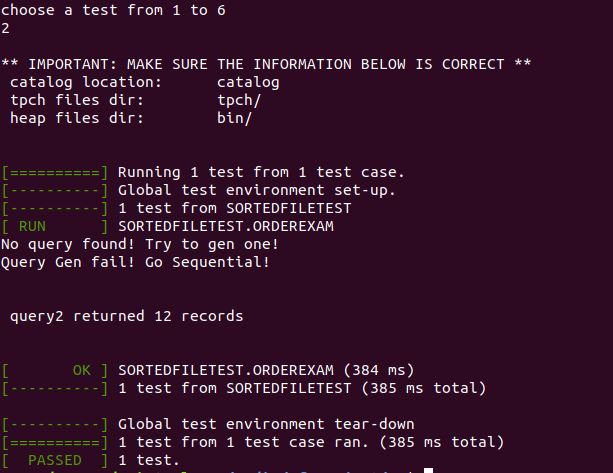 choose a test from 1 to 6
2
** IMPORTANT: MAKE SURE THE INFORMATION BELOW IS CORRECT **
catalog location:      catalog
tpch files dir:        tpch/
heap files dir:        bin/
[==========] Running 1 test from 1 test case.
[----------] Global test environment set-up.
[----------] 1 test from SORTEDFILETEST
[ RUN      ] SORTEDFILETEST.ORDEREXAM
No query found! Try to gen one!
Query Gen fail! Go Sequential!
query2 returned 12 records
[       OK ] SORTEDFILETEST.ORDEREXAM (384 ms)
[----------] 1 test from SORTEDFILETEST (385 ms total)
[----------] Global test environment tear-down
[==========] 1 test from 1 test case ran. (385 ms total)
[  PASSED  ] 1 test.